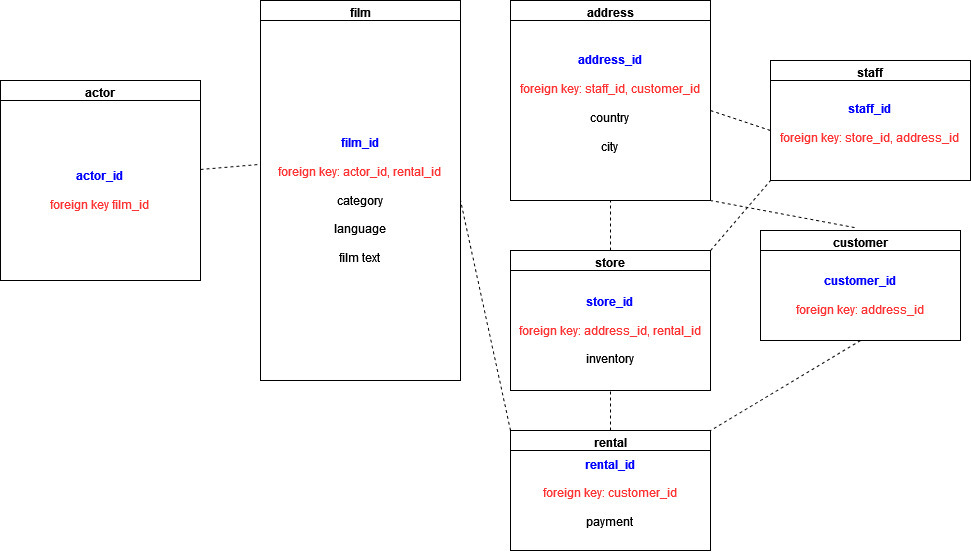 actor
actor_id
foreign key film_id
film
film_id
foreign key: actor_id, rental_id
category
language
film text
address
address_id
foreign key: staff_id, customer_id
country
city
staff
staff_id
foreign key: store_id, address_id
store
store_id
foreign key: address_id, rental_id
inventory
customer
customer_id
foreign key: address_id
rental
rental_id
foreign key: customer_id
payment